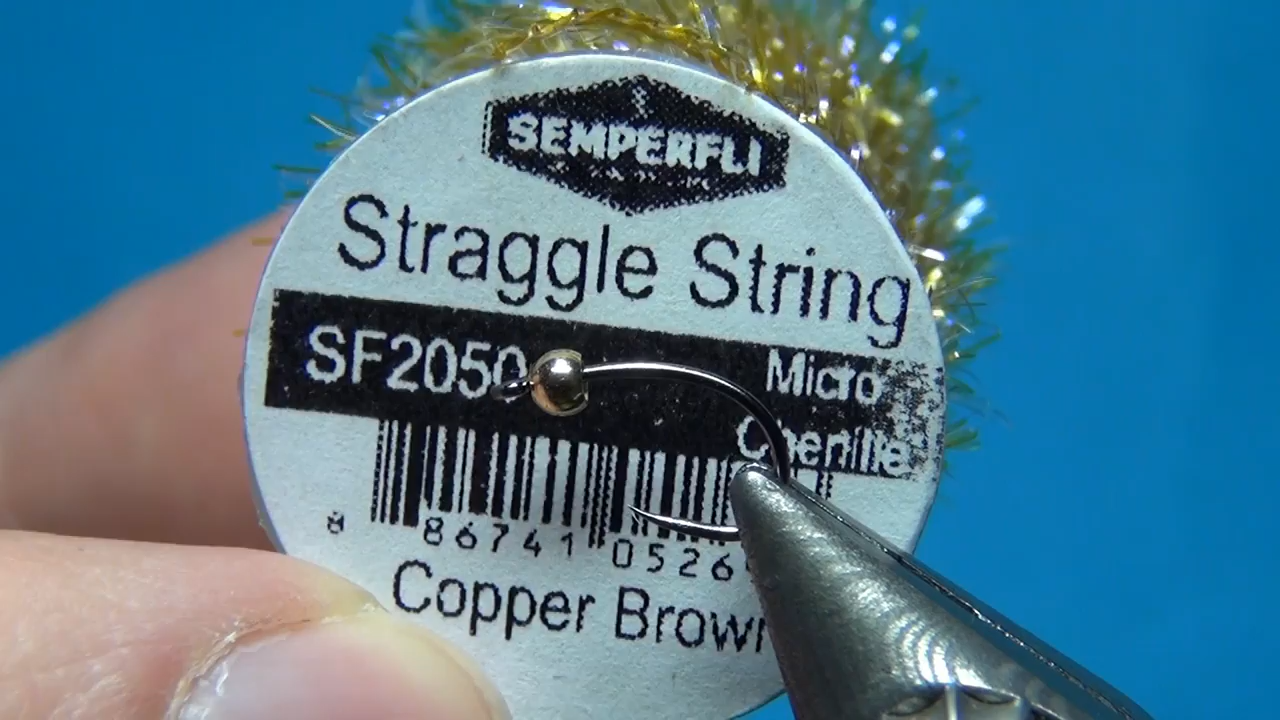 SEMPERFLI
Straggle String
SF2050 Micro
Chenille
8 86741 0526
Copper Brown